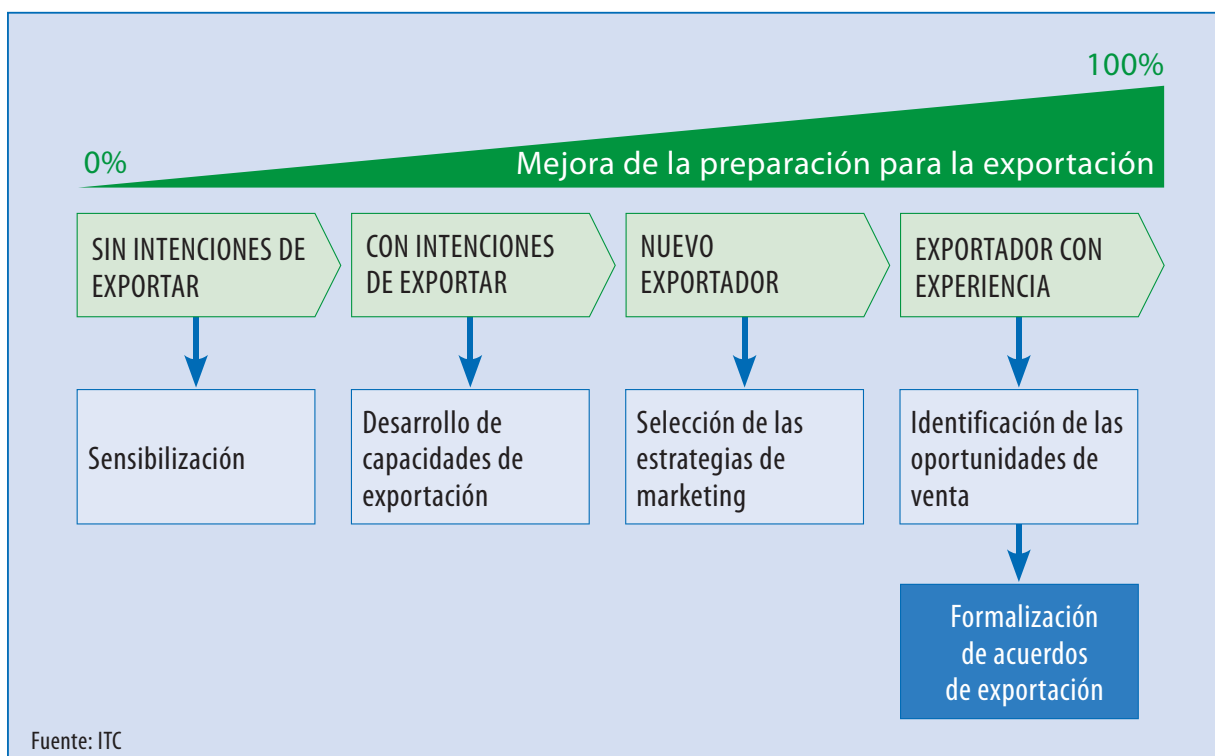 100%
0%
Mejora de la preparación para la exportación
SIN INTENCIONES DE
EXPORTAR
CON INTENCIONES
DE EXPORTAR
NUEVO
EXPORTADOR
EXPORTADOR CON
EXPERIENCIA
Sensibilización
Desarrollo de
capacidades de
exportación
Selección de las
estrategias de
marketing
Identificación de las
oportunidades de
venta
Formalización
de acuerdos
de exportación
Fuente: ITC